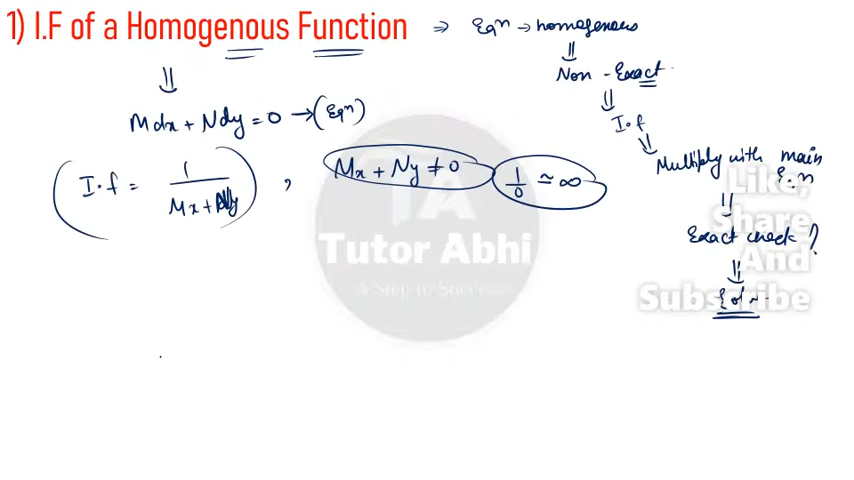 1) I.F of a Homogenous Function ⇒ Eqn → homogenous
⇓
Non - Exact
⇓
I.f
⇓
Multiply with main Eqn
⇓
Exact check?
⇓
⇓
Mdx + Ndy = 0 → (Eqn)
(I.f = 1/(Mx + Ny)), Mx + Ny ≠ 0 1/0 ≃ ∞
TA
Tutor Abhi
A Step to Success
Like,
Share
And
Subscribe